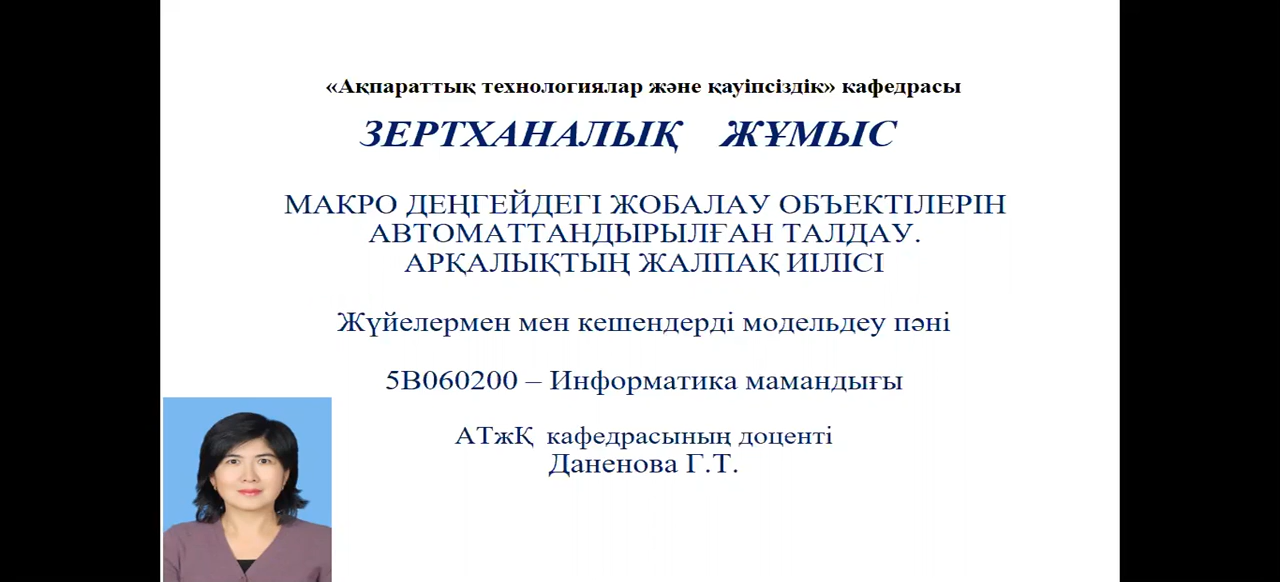 «Ақпараттық технологиялар және қауіпсіздік» кафедрасы
ЗЕРТХАНАЛЫҚ ЖҰМЫС
МАКРО ДЕҢГЕЙДЕГІ ЖОБАЛАУ ОБЪЕКТІЛЕРІН
АВТОМАТТАНДЫРЫЛҒАН ТАЛДАУ.
АРҚАЛЫҚТЫҢ ЖАЛПАҚ ИІЛІСІ
Жүйелермен мен кешендерді модельдеу пәні
5В060200 – Информатика мамандығы
АТжҚ кафедрасының доценті
Даненова Г.Т.